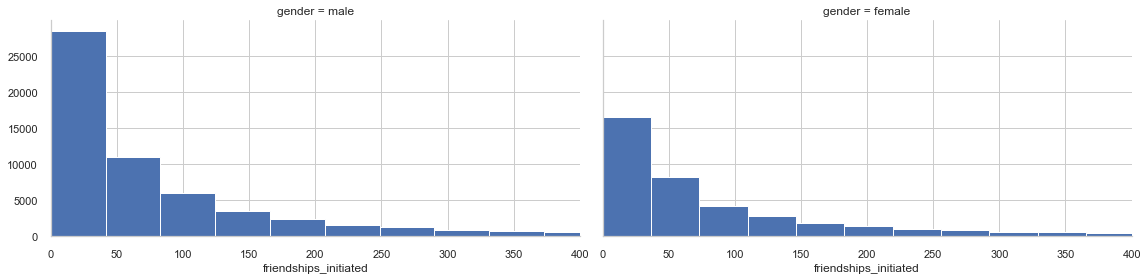 gender = male
gender = female
25000
20000
15000
10000
5000
0
0 50 100 150 200 250 300 350 400
0 50 100 150 200 250 300 350 400
friendships_initiated
friendships_initiated